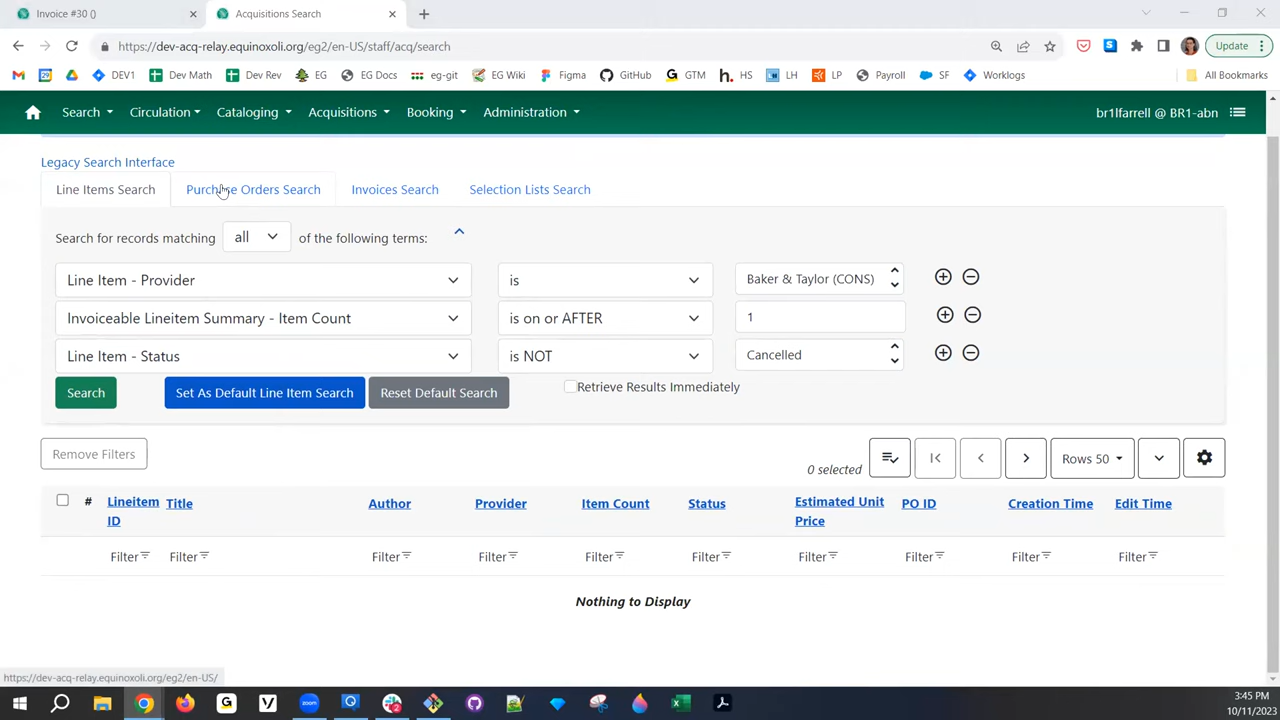 Invoice #30 ()
Acquisitions Search
https://dev-acq-relay.equinoxoli.org/eg2/en-US/staff/acq/search
Update
DEV1 Dev Math Dev Rev EG EG Docs eg-git EG Wiki Figma GitHub GTM HS LH LP Payroll SF Worklogs All Bookmarks
Search Circulation Cataloging Acquisitions Booking Administration br1lfarrell @ BR1-abn
Legacy Search Interface
Line Items Search Purchase Orders Search Invoices Search Selection Lists Search
Search for records matching all of the following terms:
Line Item - Provider is Baker & Taylor (CONS)
Invoiceable Lineitem Summary - Item Count is on or AFTER 1
Line Item - Status is NOT Cancelled
Search Set As Default Line Item Search Reset Default Search Retrieve Results Immediately
Remove Filters 0 selected Rows 50
# Lineitem ID Title Author Provider Item Count Status Estimated Unit Price PO ID Creation Time Edit Time
Filter Filter Filter Filter Filter Filter Filter Filter Filter Filter
Nothing to Display
https://dev-acq-relay.equinoxoli.org/eg2/en-US/
3:45 PM
10/11/2023